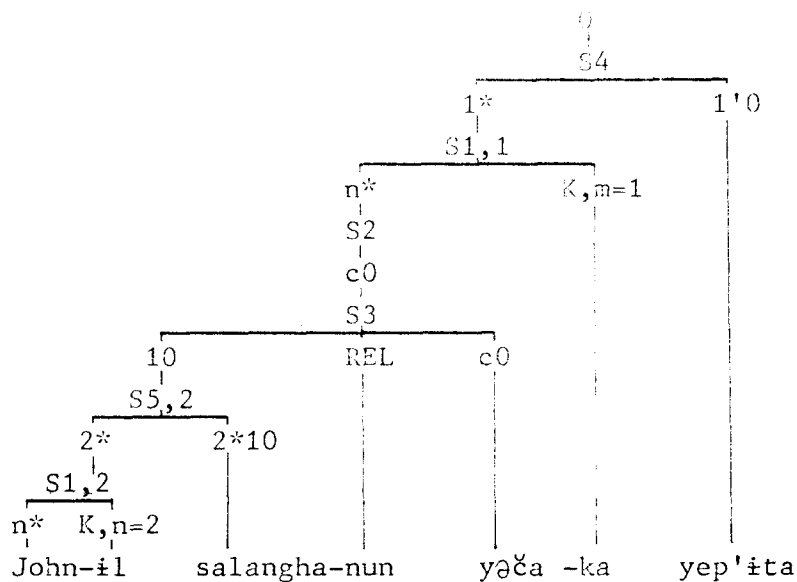 0
S4
1* 1'0
S1,1
n* K,m=1
S2
c0
S3
10 REL c0
S5,2
2* 2*10
S1,2
n* K,n=2
John-ɨl salangha-nun yəča -ka yep'ɨta